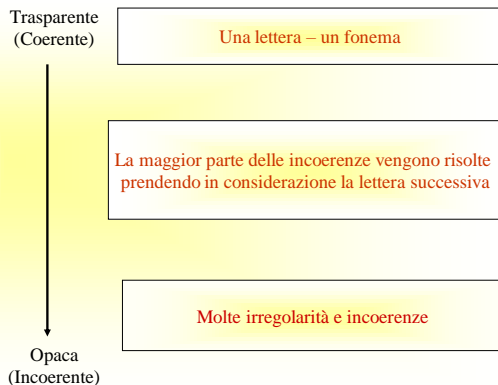 Trasparente
(Coerente)
Una lettera – un fonema
La maggior parte delle incoerenze vengono risolte
prendendo in considerazione la lettera successiva
Molte irregolarità e incoerenze
Opaca
(Incoerente)